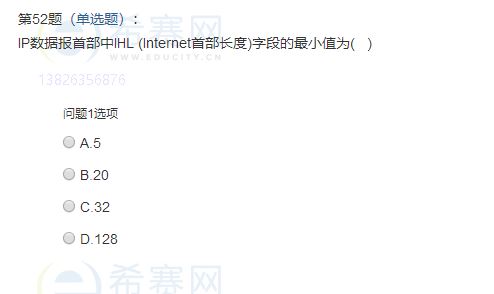 希赛网
WWW.EDUCITY.CN
第52题（单选题）：
IP数据报首部中IHL (Internet首部长度)字段的最小值为( )
13826356876
问题1选项
A.5
B.20
C.32
D.128
希赛网